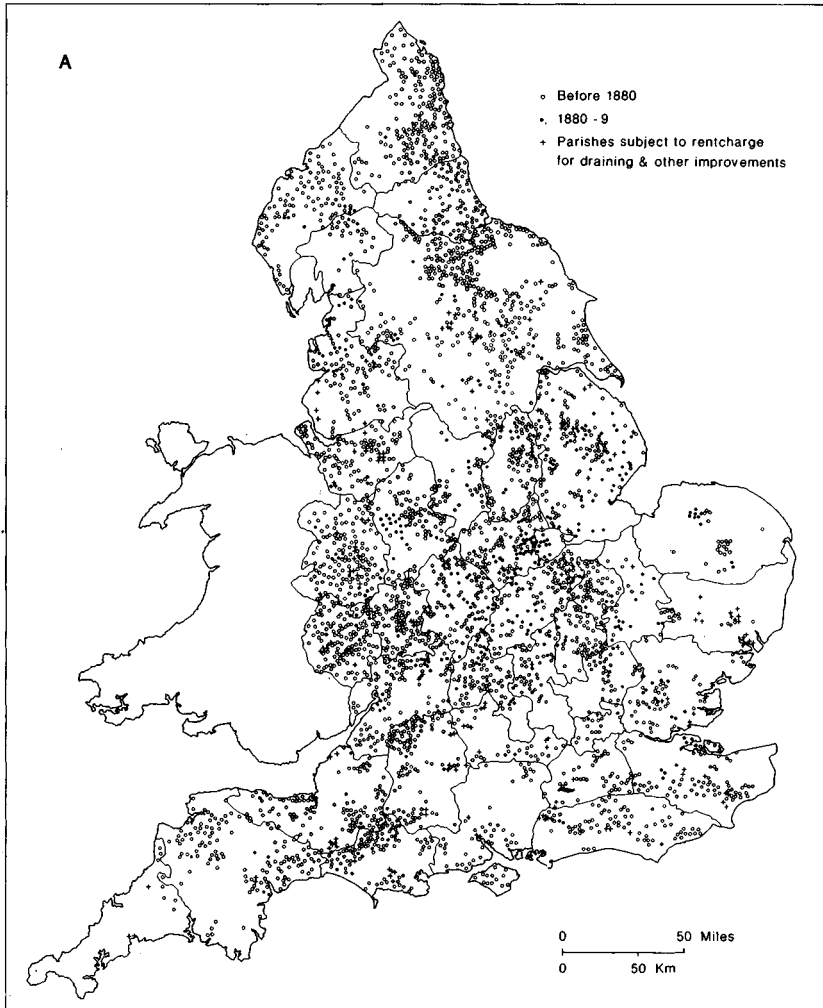 A
Before 1880
1880 - 9
Parishes subject to rentcharge
for draining & other improvements
0 50 Miles
0 50 Km